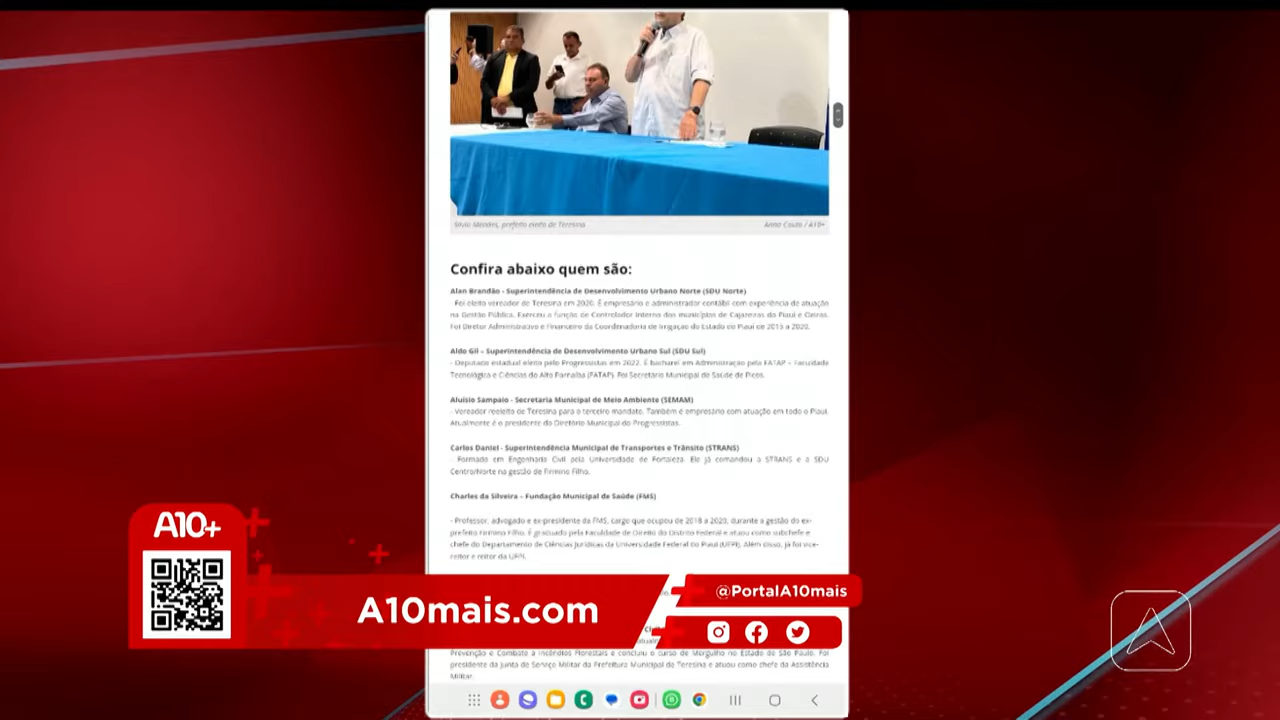 Silvio Mendes, prefeito eleito de Teresina
Anna Couto / A10+
Confira abaixo quem são:
Alan Brandão - Superintendência de Desenvolvimento Urbano Norte (SDU Norte)
- Foi eleito vereador de Teresina em 2020. É empresário e administrador contábil com experiência de atuação
na Gestão Pública. Exerceu a função de Controlador Interno dos municípios de Cajazeiras do Piauí e Oeiras.
Foi Diretor Administrativo e Financeiro da Coordenadoria de Irrigação do Estado do Piauí de 2015 a 2020.
Aldo Gil – Superintendência de Desenvolvimento Urbano Sul (SDU Sul)
- Deputado estadual eleito pelo Progressistas em 2022. É bacharel em Administração pela FATAP – Faculdade
Tecnológica e Ciências do Alto Parnaíba (FATAP). Foi Secretário Municipal de Saúde de Picos.
Aluísio Sampaio - Secretaria Municipal de Meio Ambiente (SEMAM)
- Vereador reeleito de Teresina para o terceiro mandato. Também é empresário com atuação em todo o Piauí.
Atualmente é o presidente do Diretório Municipal do Progressistas.
Carlos Daniel - Superintendência Municipal de Transportes e Trânsito (STRANS)
- Formado em Engenharia Civil pela Universidade de Fortaleza. Ele já comandou a STRANS e a SDU
Centro/Norte na gestão de Firmino Filho.
Charles da Silveira – Fundação Municipal de Saúde (FMS)
- Professor, advogado e ex-presidente da FMS, cargo que ocupou de 2018 a 2020, durante a gestão do ex-
prefeito Firmino Filho. É graduado pela Faculdade de Direito do Distrito Federal e atuou como subchefe e
chefe do Departamento de Ciências Jurídicas da Universidade Federal do Piauí (UFPI). Além disso, já foi vice-
reitor e reitor da UFPI.
A10+
A10mais.com
@PortalA10mais
Prevenção e Combate a Incêndios Florestais e concluiu o curso de Mergulho no Estado de São Paulo. Foi
presidente da Junta de Serviço Militar da Prefeitura Municipal de Teresina e atuou como chefe da Assistência
Militar.